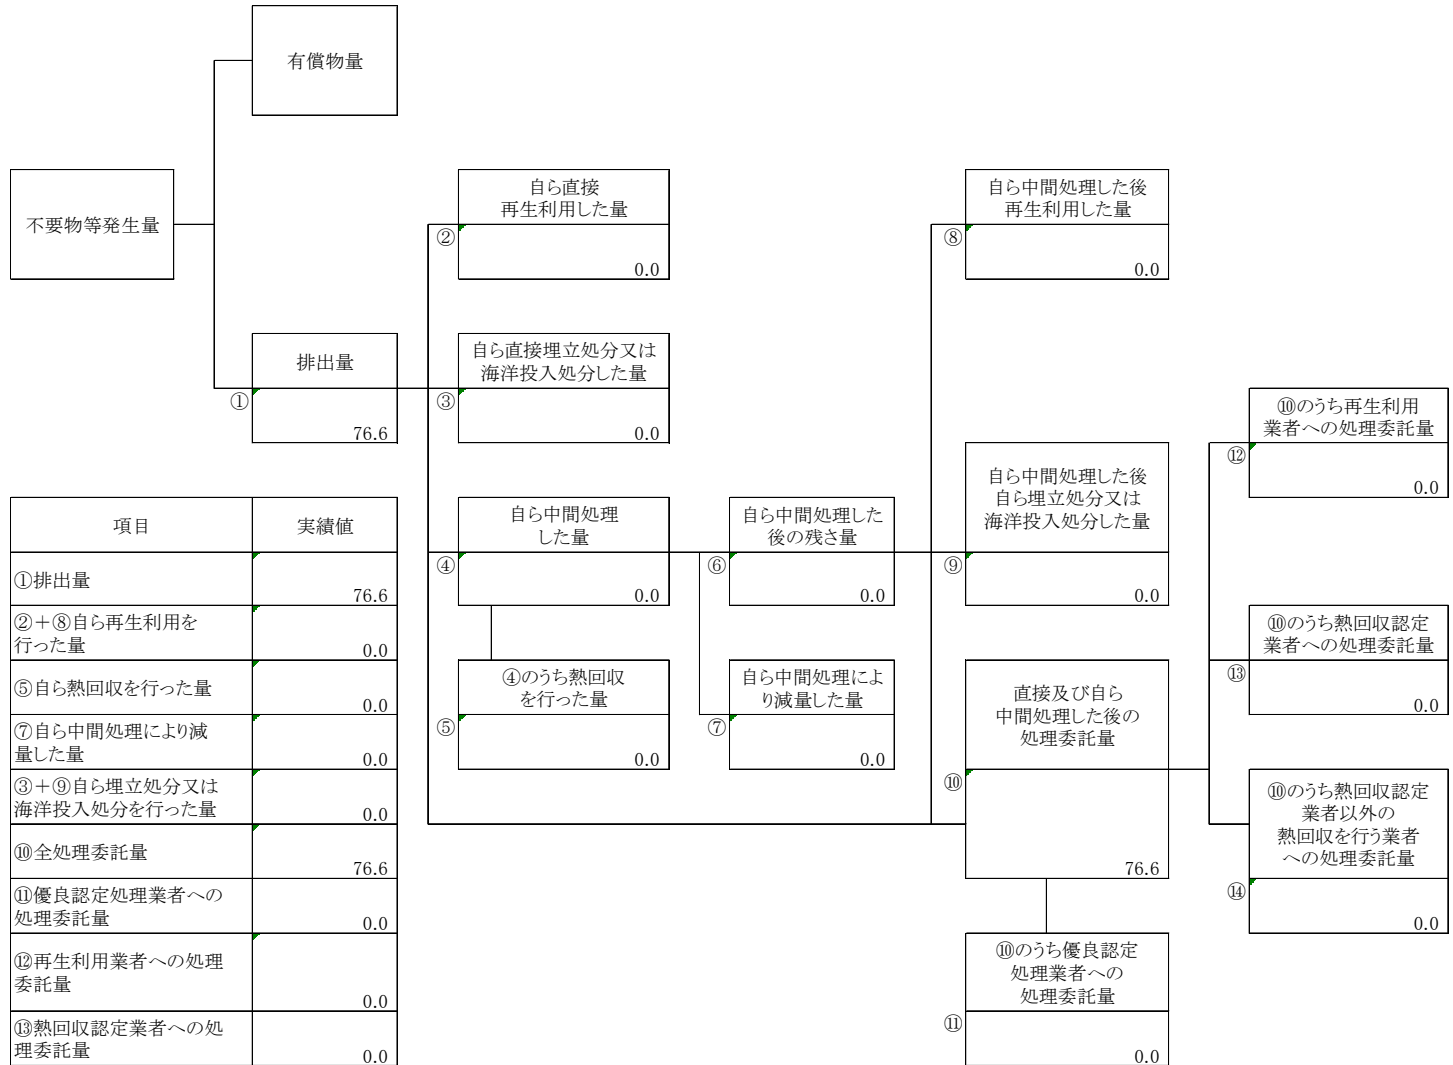 有償物量
不要物等発生量
自ら直接
再生利用した量
②
0.0
自ら中間処理した後
再生利用した量
⑧
0.0
排出量
①
76.6
自ら直接埋立処分又は
海洋投入処分した量
③
0.0
⑩のうち再生利用
業者への処理委託量
⑫
0.0
自ら中間処理
した量
④
0.0
自ら中間処理した
後の残さ量
⑥
0.0
自ら中間処理した後
自ら埋立処分又は
海洋投入処分した量
⑨
0.0
⑩のうち熱回収認定
業者への処理委託量
⑬
0.0
④のうち熱回収
を行った量
⑤
0.0
自ら中間処理によ
り減量した量
⑦
0.0
直接及び自ら
中間処理した後の
処理委託量
⑩
76.6
⑩のうち熱回収認定
業者以外の
熱回収を行う業者
への処理委託量
⑭
0.0
⑩のうち優良認定
処理業者への
処理委託量
⑪
0.0
項目 実績値
①排出量
76.6
②+⑧自ら再生利用を
行った量
0.0
⑤自ら熱回収を行った量
0.0
⑦自ら中間処理により減
量した量
0.0
③+⑨自ら埋立処分又は
海洋投入処分を行った量
0.0
⑩全処理委託量
76.6
⑪優良認定処理業者への
処理委託量
0.0
⑫再生利用業者への処理
委託量
0.0
⑬熱回収認定業者への処
理委託量
0.0